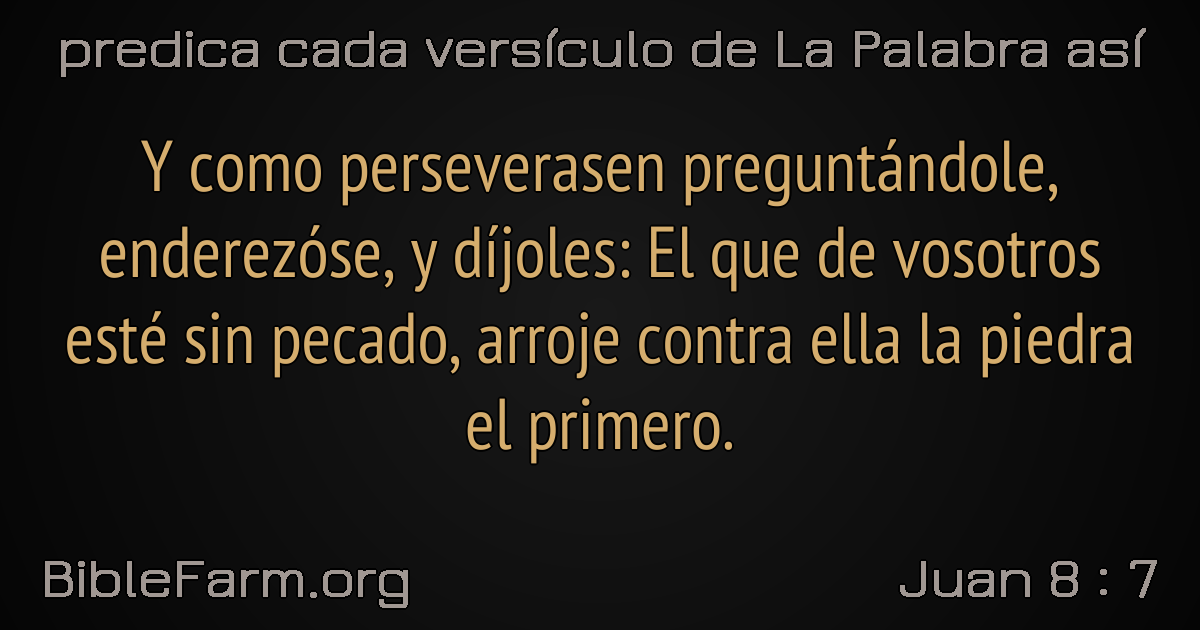 predica cada versículo de La Palabra así
Y como perseverasen preguntándole,
enderezóse, y díjoles: El que de vosotros
esté sin pecado, arroje contra ella la piedra
el primero.
BibleFarm.org
Juan 8 : 7